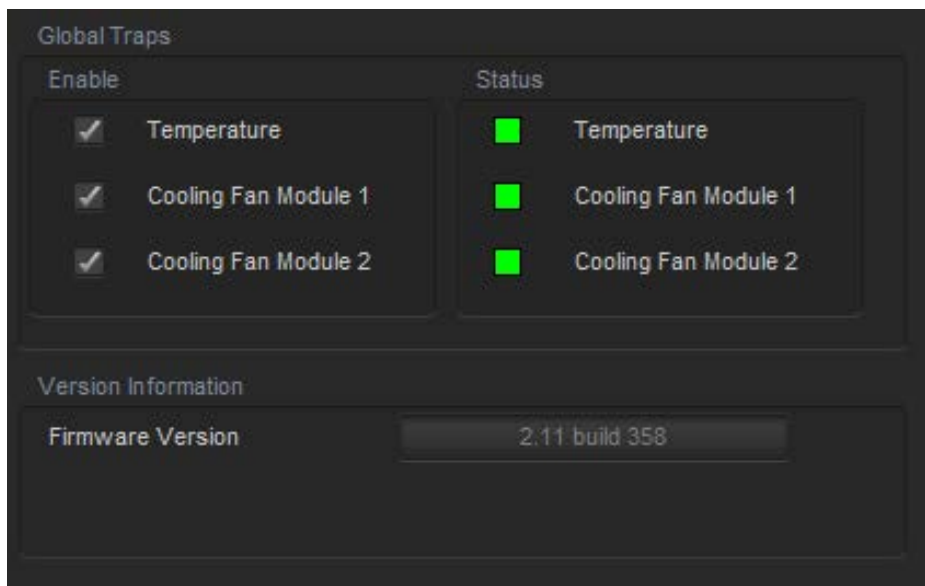 Global Traps
Enable
Status
Temperature
Temperature
Cooling Fan Module 1
Cooling Fan Module 1
Cooling Fan Module 2
Cooling Fan Module 2
Version Information
Firmware Version
2.11 build 358